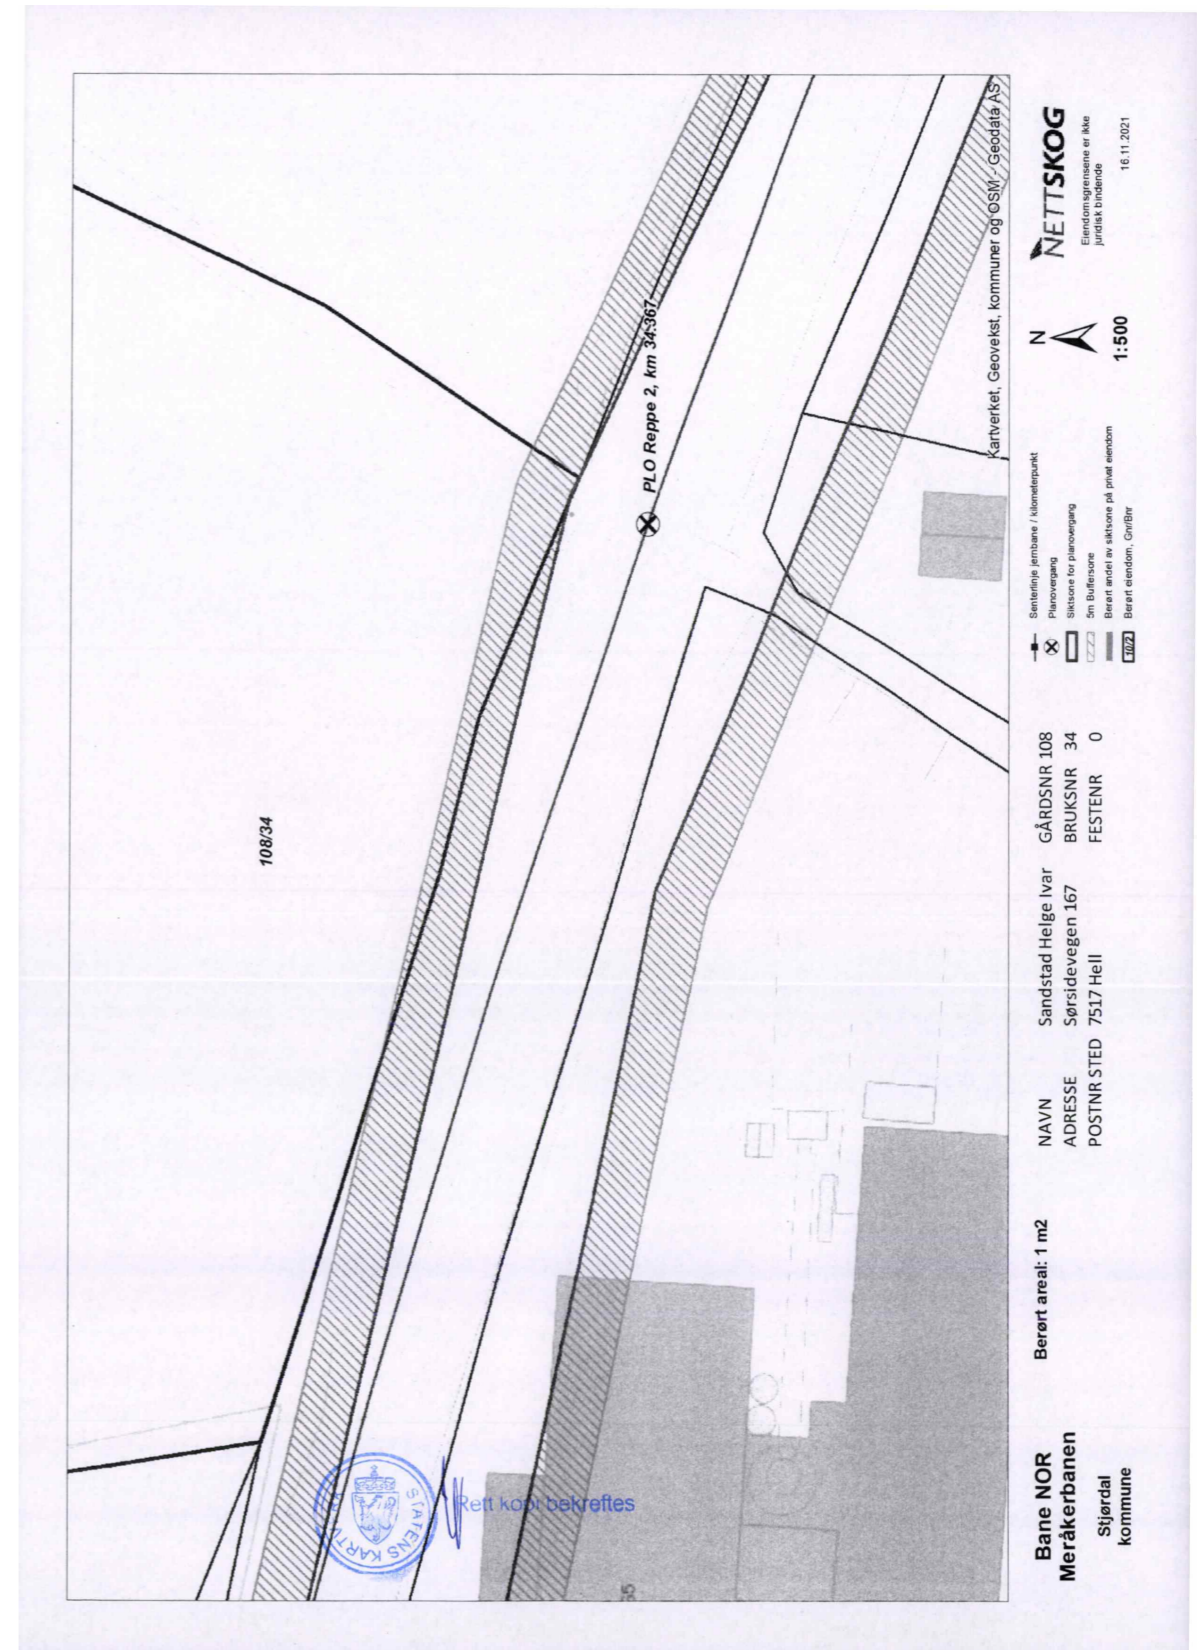 108/34
PLO Reppe 2, km 34.367
Kartverket, Geovekst, kommuner og OSM - Geodata AS
STATENS KARTVERK
Rett kopi bekreftes
Bane NOR
Meråkerbanen
Stjørdal
kommune
Berørt areal: 1 m2
NAVN Sandstad Helge Ivar
ADRESSE Sørsidevegen 167
POSTNR STED 7517 Hell
GÅRDSNR 108
BRUKSNR 34
FESTENR 0
Senterlinje jernbane / kilometerpunkt
Planovergang
Siktsone for planovergang
5m Buffersone
Berørt andel av siktsone på privat eiendom
10/2 Berørt eiendom, Gnr/Bnr
N
1:500
NETTSKOG
Eiendomsgrensene er ikke
juridisk bindende
16.11.2021